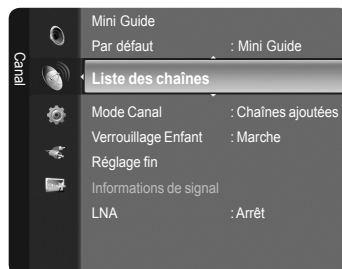 Canal
Mini Guide
Par défaut : Mini Guide
Liste des chaînes
Mode Canal : Chaînes ajoutées
Verrouillage Enfant : Marche
Réglage fin
Informations de signal
LNA : Arrêt